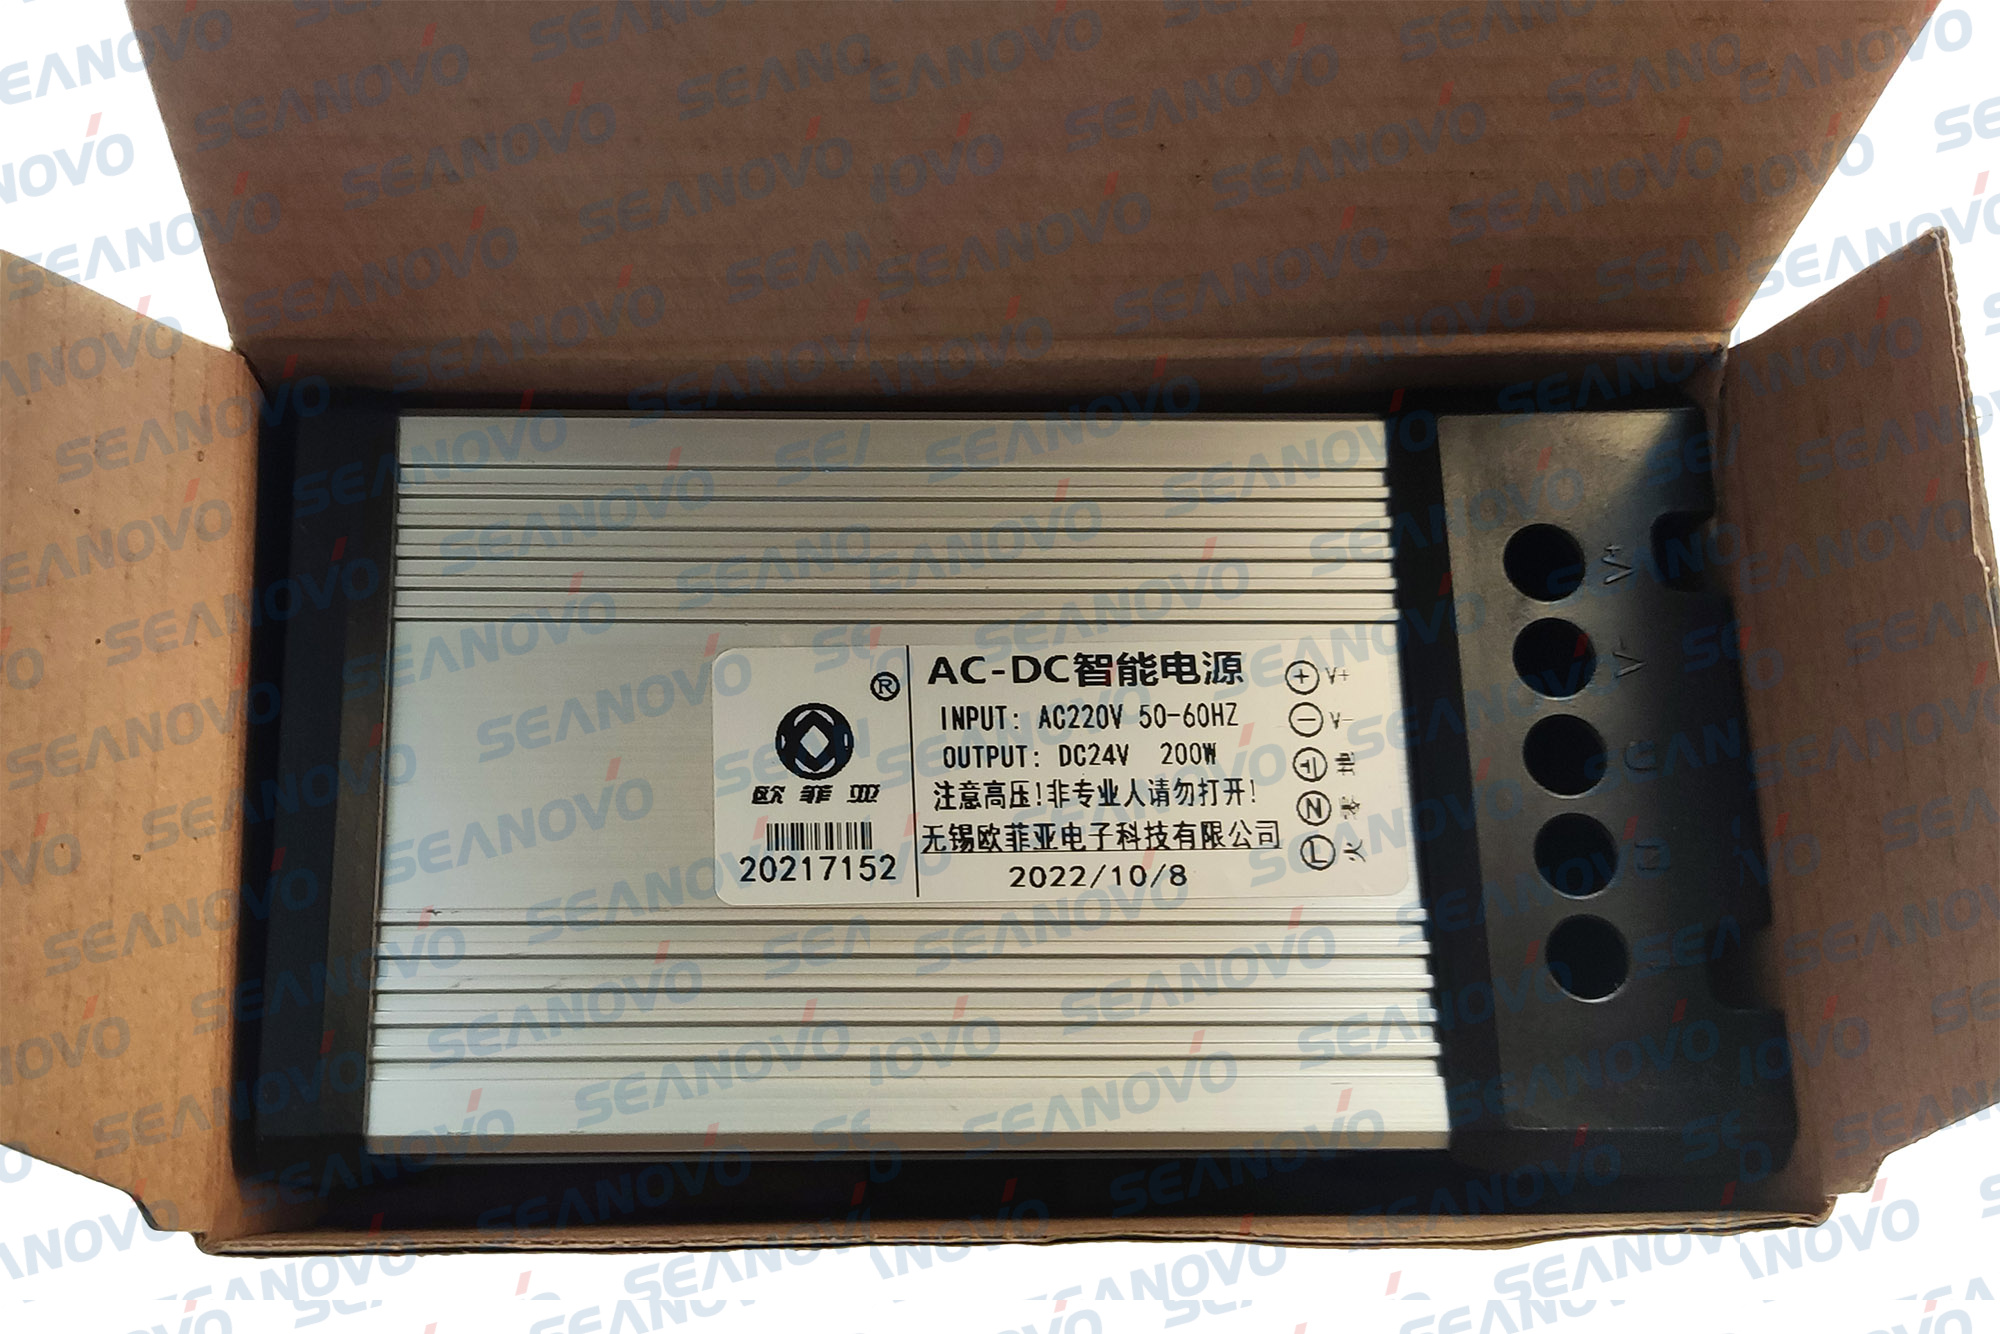 SEANOVO
®
欧菲亚
20217152
AC-DC智能电源
INPUT: AC220V 50-60HZ
OUTPUT: DC24V 200W
注意高压!非专业人请勿打开!
无锡欧菲亚电子科技有限公司
2022/10/8
+ V+
- V-
地
N 零
L 火
V+
V-
G
N
L